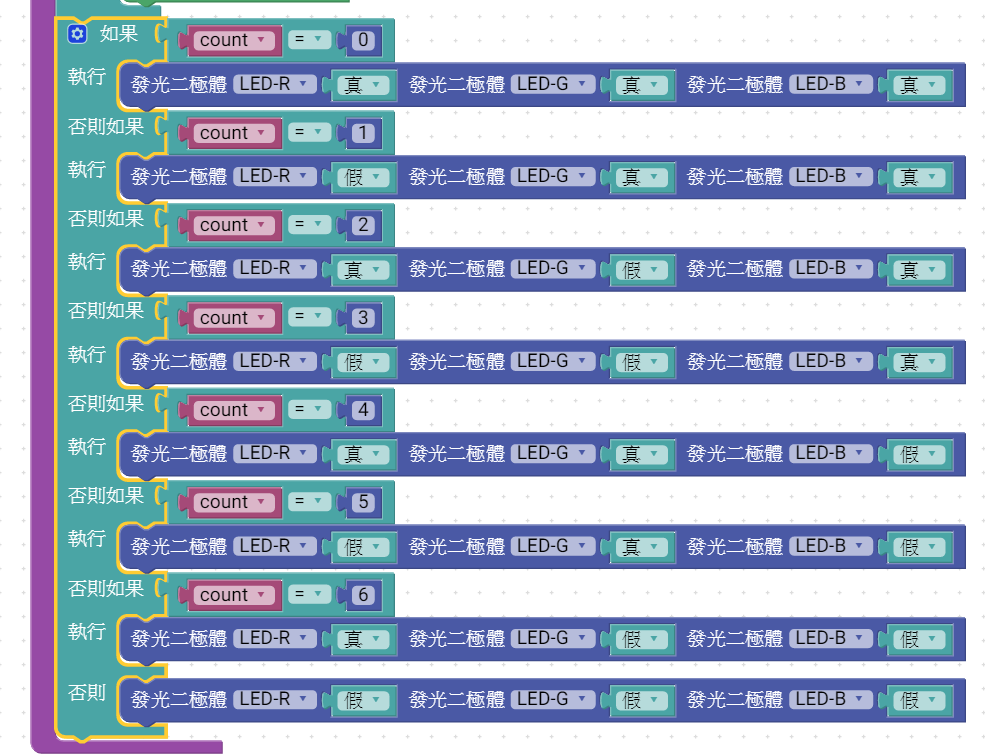 如果 count = 0
執行 發光二極體 LED-R 真 發光二極體 LED-G 真 發光二極體 LED-B 真
否則如果 count = 1
執行 發光二極體 LED-R 假 發光二極體 LED-G 真 發光二極體 LED-B 真
否則如果 count = 2
執行 發光二極體 LED-R 真 發光二極體 LED-G 假 發光二極體 LED-B 真
否則如果 count = 3
執行 發光二極體 LED-R 假 發光二極體 LED-G 假 發光二極體 LED-B 真
否則如果 count = 4
執行 發光二極體 LED-R 真 發光二極體 LED-G 真 發光二極體 LED-B 假
否則如果 count = 5
執行 發光二極體 LED-R 假 發光二極體 LED-G 真 發光二極體 LED-B 假
否則如果 count = 6
執行 發光二極體 LED-R 真 發光二極體 LED-G 假 發光二極體 LED-B 假
否則 發光二極體 LED-R 假 發光二極體 LED-G 假 發光二極體 LED-B 假